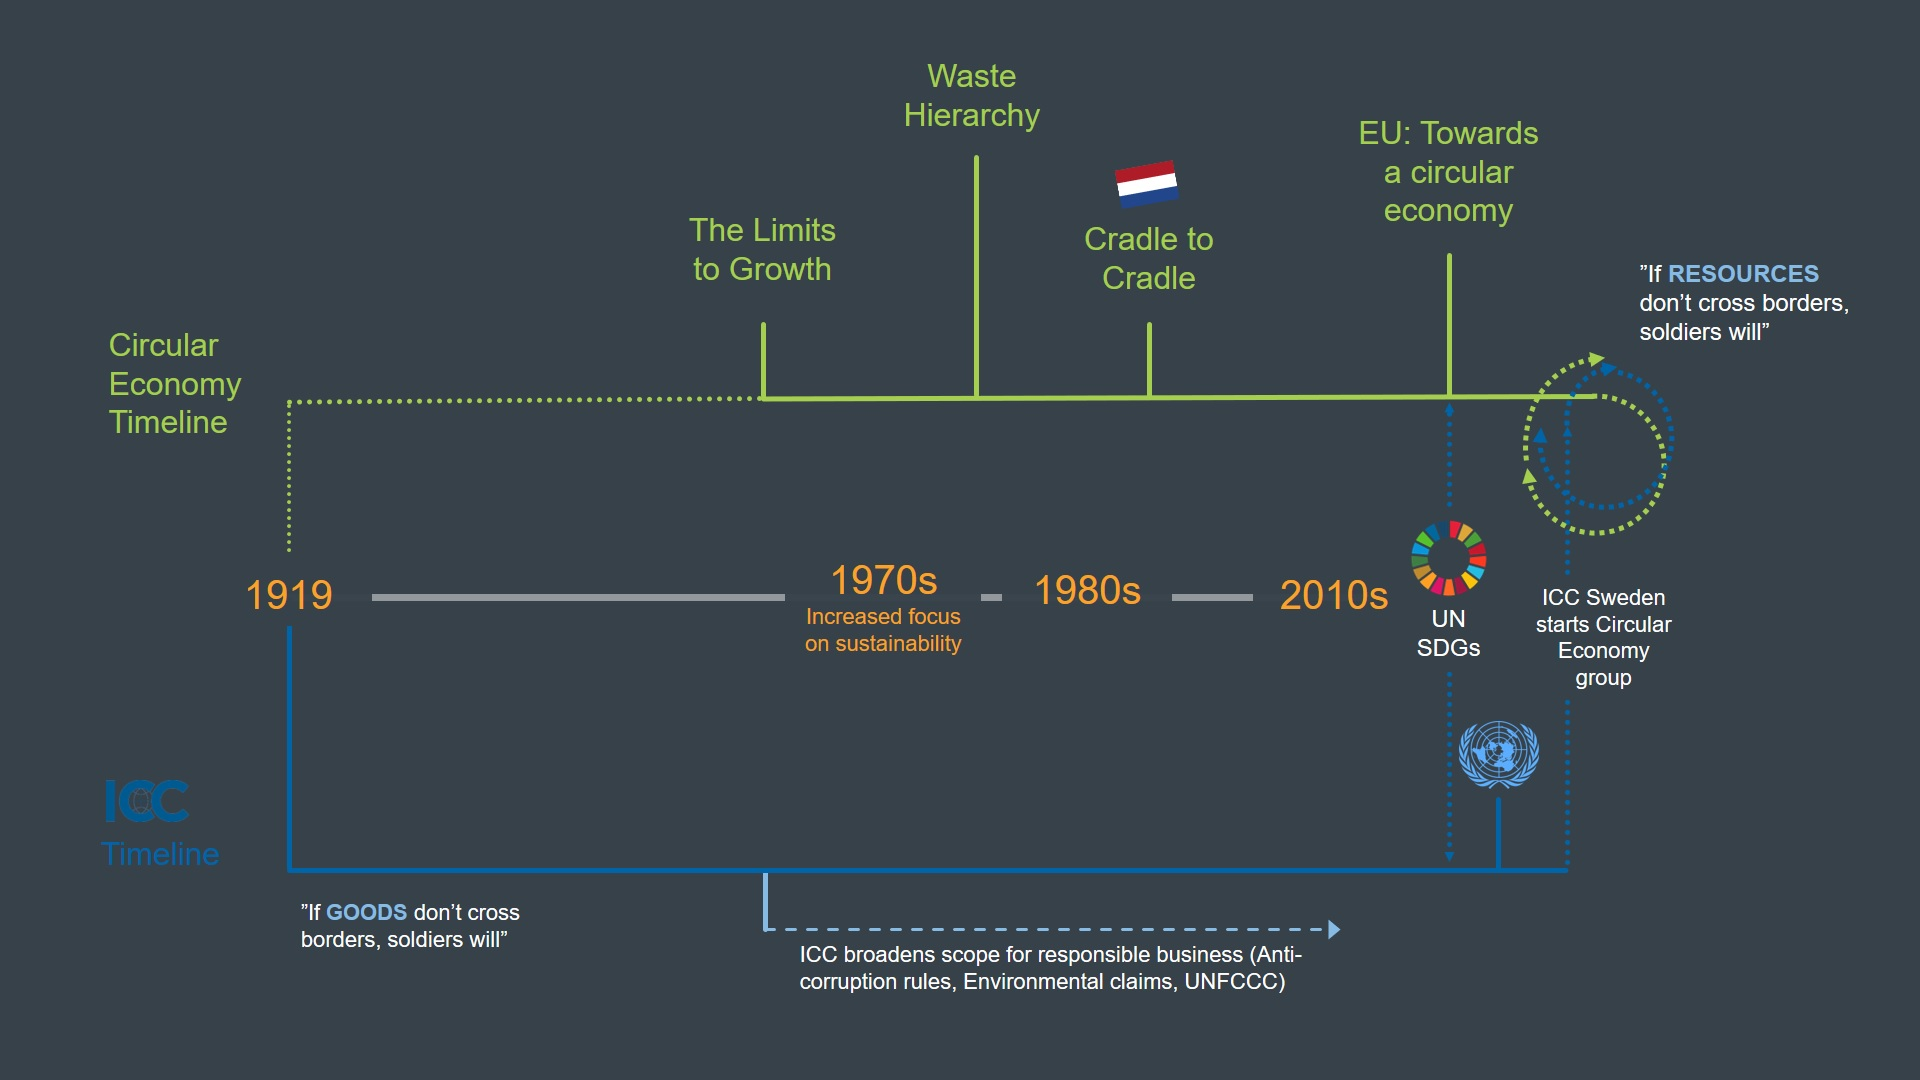 Waste
Hierarchy
EU: Towards
a circular
economy
The Limits
to Growth
Cradle to
Cradle
”If RESOURCES
don’t cross borders,
soldiers will”
Circular
Economy
Timeline
1919
1970s
Increased focus
on sustainability
1980s
2010s
UN
SDGs
ICC Sweden
starts Circular
Economy
group
ICC
Timeline
”If GOODS don’t cross
borders, soldiers will”
ICC broadens scope for responsible business (Anti-
corruption rules, Environmental claims, UNFCCC)